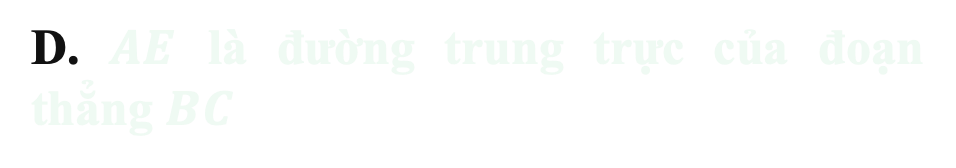 D. AE là đường trung trực của đoạn
thẳng BC